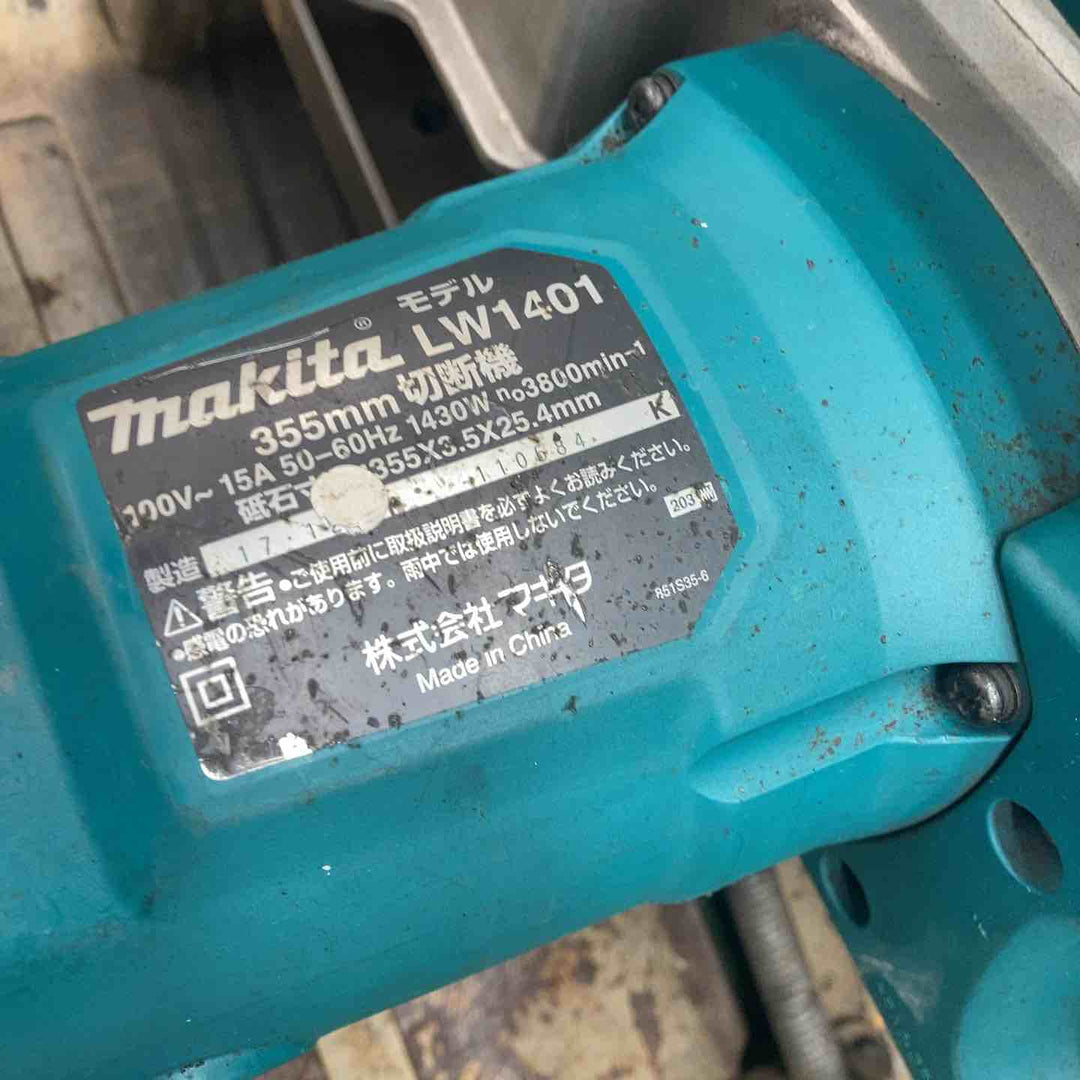 makita® モデル LW1401
355mm 切断機
100V~ 15A 50-60Hz 1430W n₀3800min⁻¹
砥石 355X3.5X25.4mm
製造 17. K
⚠警告 •ご使用前に取扱説明書を必ずよくお読みください。
•感電の恐れがあります。雨中では使用しないでください。
203
株式会社マキタ
Made in China
851S35-6